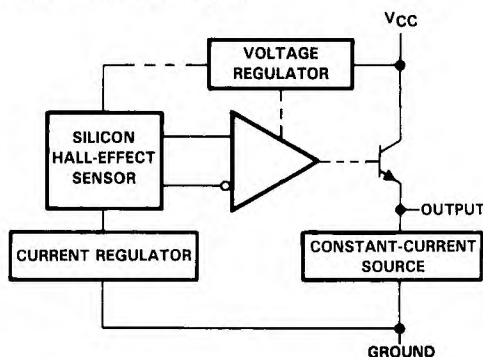 VCC
VOLTAGE
REGULATOR
SILICON
HALL-EFFECT
SENSOR
OUTPUT
CURRENT REGULATOR
CONSTANT-CURRENT
SOURCE
GROUND